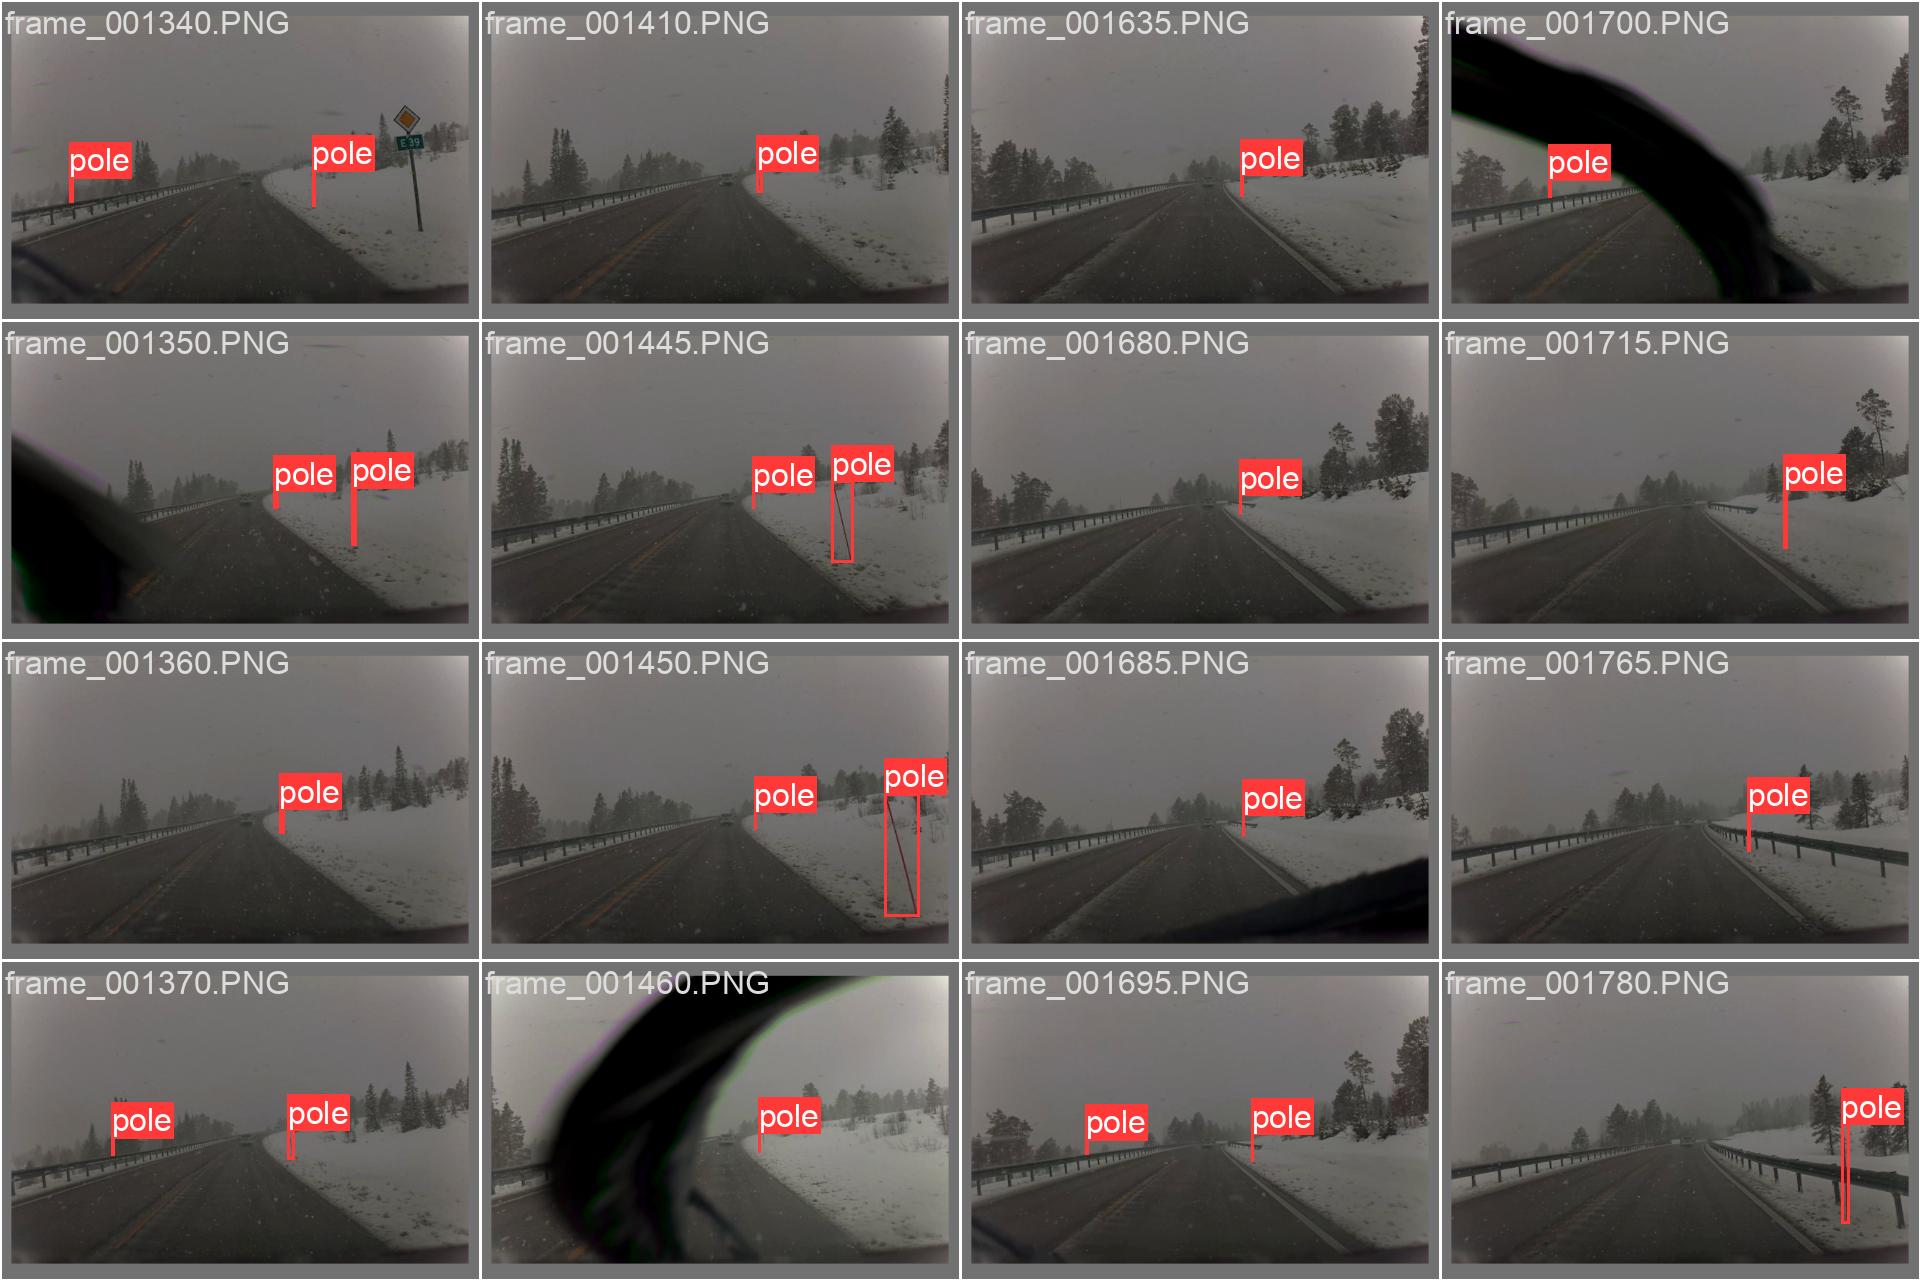 frame_001340.PNG
frame_001410.PNG
frame_001635.PNG
frame_001700.PNG
pole
pole
E 39
pole
pole
pole
frame_001350.PNG
frame_001445.PNG
frame_001680.PNG
frame_001715.PNG
pole
pole
pole
pole
pole
pole
frame_001360.PNG
frame_001450.PNG
frame_001685.PNG
frame_001765.PNG
pole
pole
pole
pole
pole
frame_001370.PNG
frame_001460.PNG
frame_001695.PNG
frame_001780.PNG
pole
pole
pole
pole
pole
pole